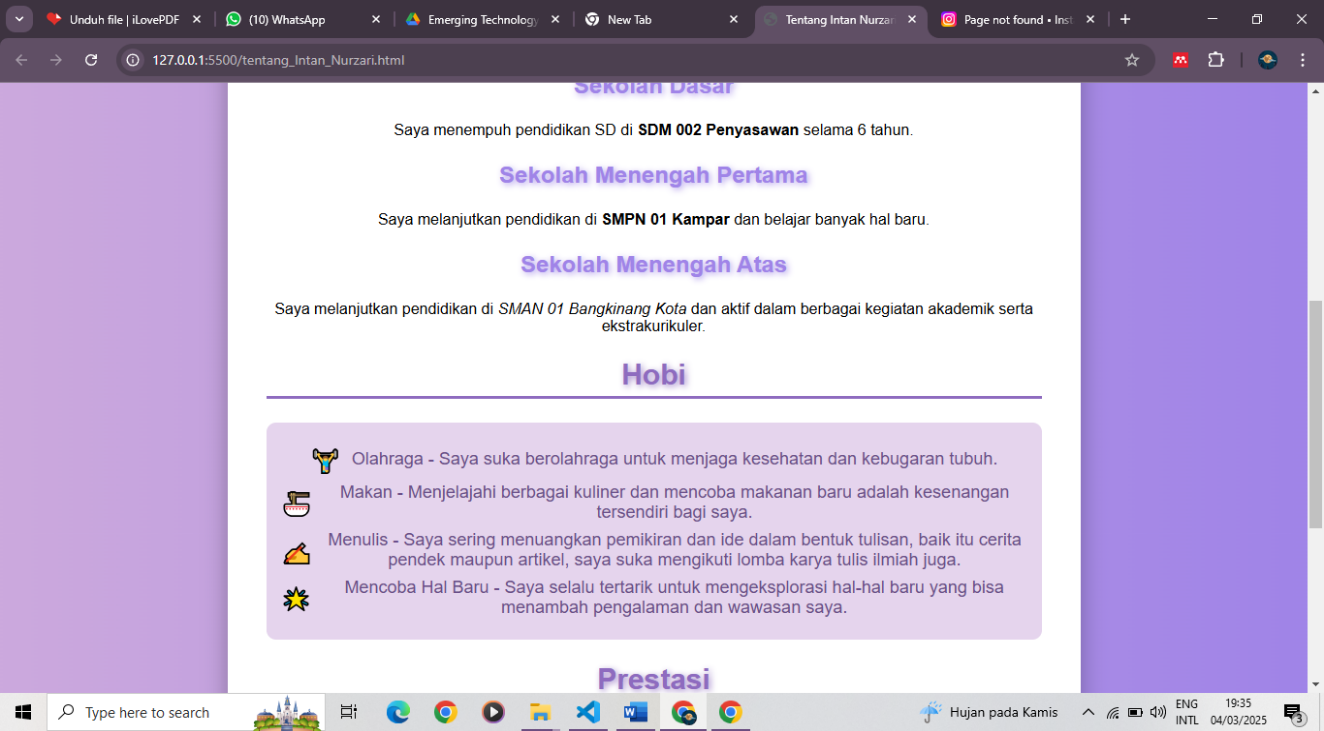 Unduh file | iLovePDF
(10) WhatsApp
Emerging Technology
New Tab
Tentang Intan Nurzari
Page not found • Inst
127.0.0.1:5500/tentang_Intan_Nurzari.html
Sekolah Dasar
Saya menempuh pendidikan SD di SDM 002 Penyasawan selama 6 tahun.
Sekolah Menengah Pertama
Saya melanjutkan pendidikan di SMPN 01 Kampar dan belajar banyak hal baru.
Sekolah Menengah Atas
Saya melanjutkan pendidikan di SMAN 01 Bangkinang Kota dan aktif dalam berbagai kegiatan akademik serta
ekstrakurikuler.
Hobi
Olahraga - Saya suka berolahraga untuk menjaga kesehatan dan kebugaran tubuh.
Makan - Menjelajahi berbagai kuliner dan mencoba makanan baru adalah kesenangan
tersendiri bagi saya.
Menulis - Saya sering menuangkan pemikiran dan ide dalam bentuk tulisan, baik itu cerita
pendek maupun artikel, saya suka mengikuti lomba karya tulis ilmiah juga.
Mencoba Hal Baru - Saya selalu tertarik untuk mengeksplorasi hal-hal baru yang bisa
menambah pengalaman dan wawasan saya.
Prestasi
Type here to search
Hujan pada Kamis
ENG
INTL
19:35
04/03/2025
3